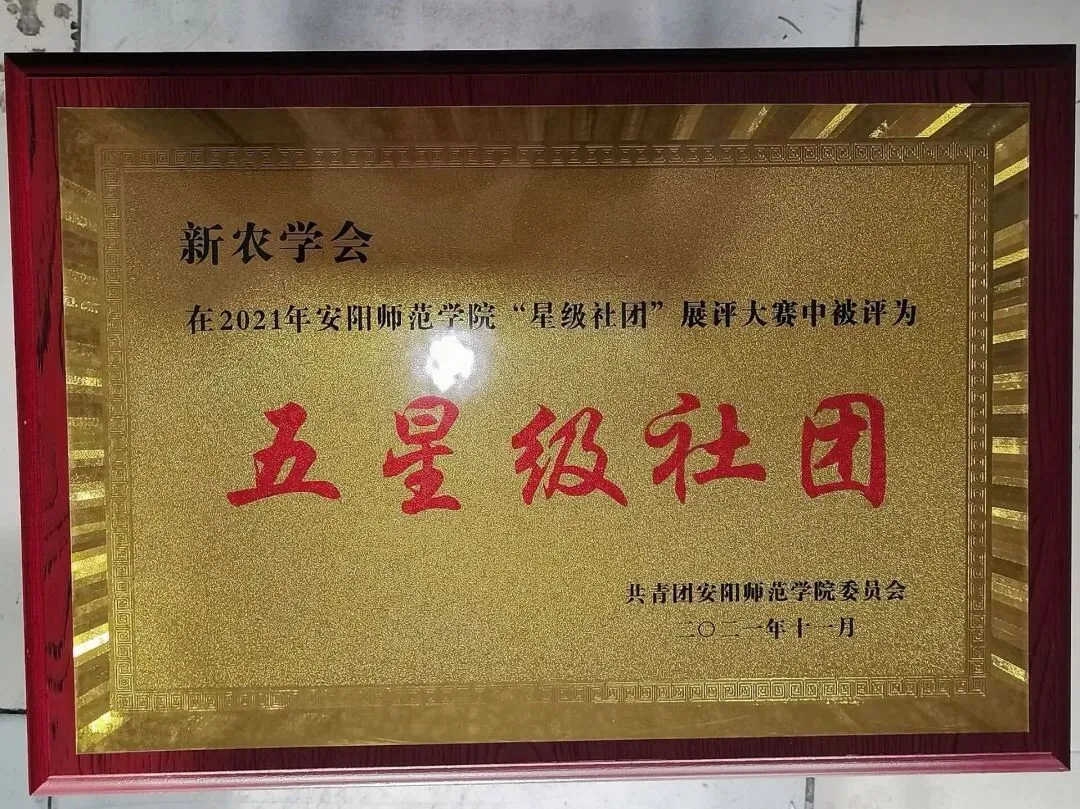 新农学会
在2021年安阳师范学院“星级社团”展评大赛中被评为
五星级社团
共青团安阳师范学院委员会
二〇二一年十一月